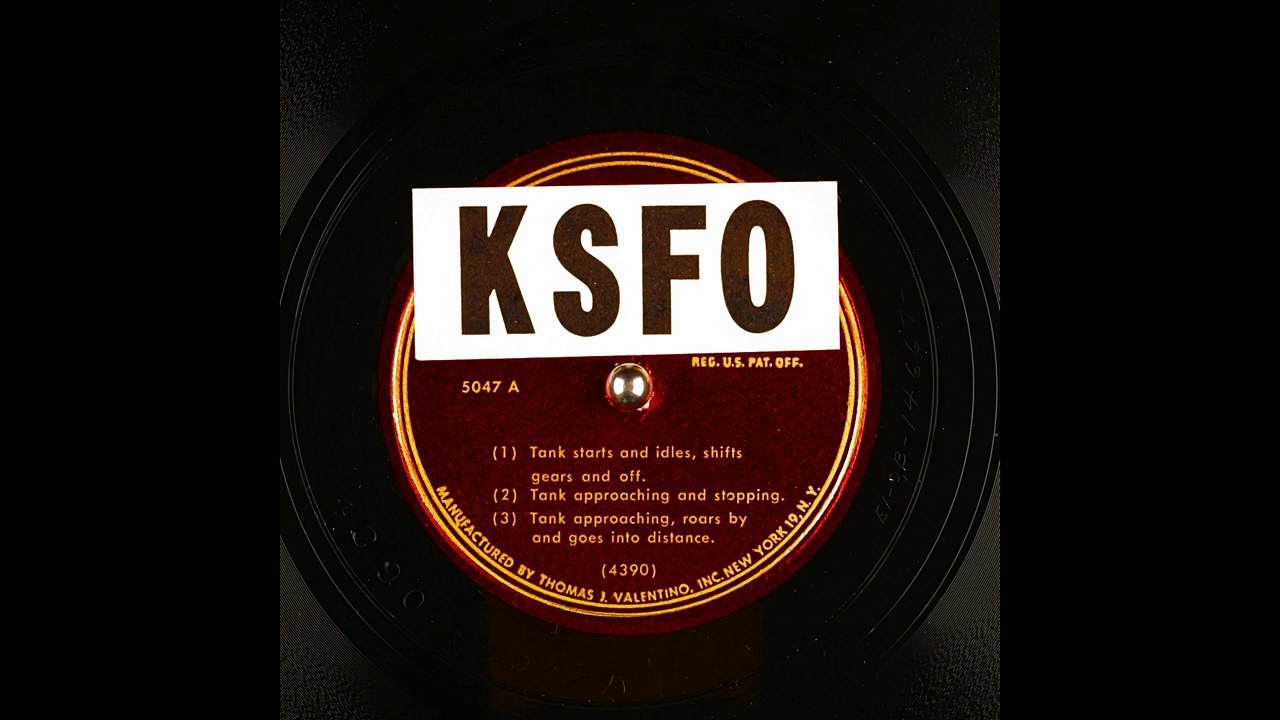 KSFO
REG. U.S. PAT. OFF.
5047 A
(1) Tank starts and idles, shifts
gears and off.
(2) Tank approaching and stopping.
(3) Tank approaching, roars by
and goes into distance.
(4390)
MANUFACTURED BY THOMAS J. VALENTINO, INC. NEW YORK 19, N. Y.